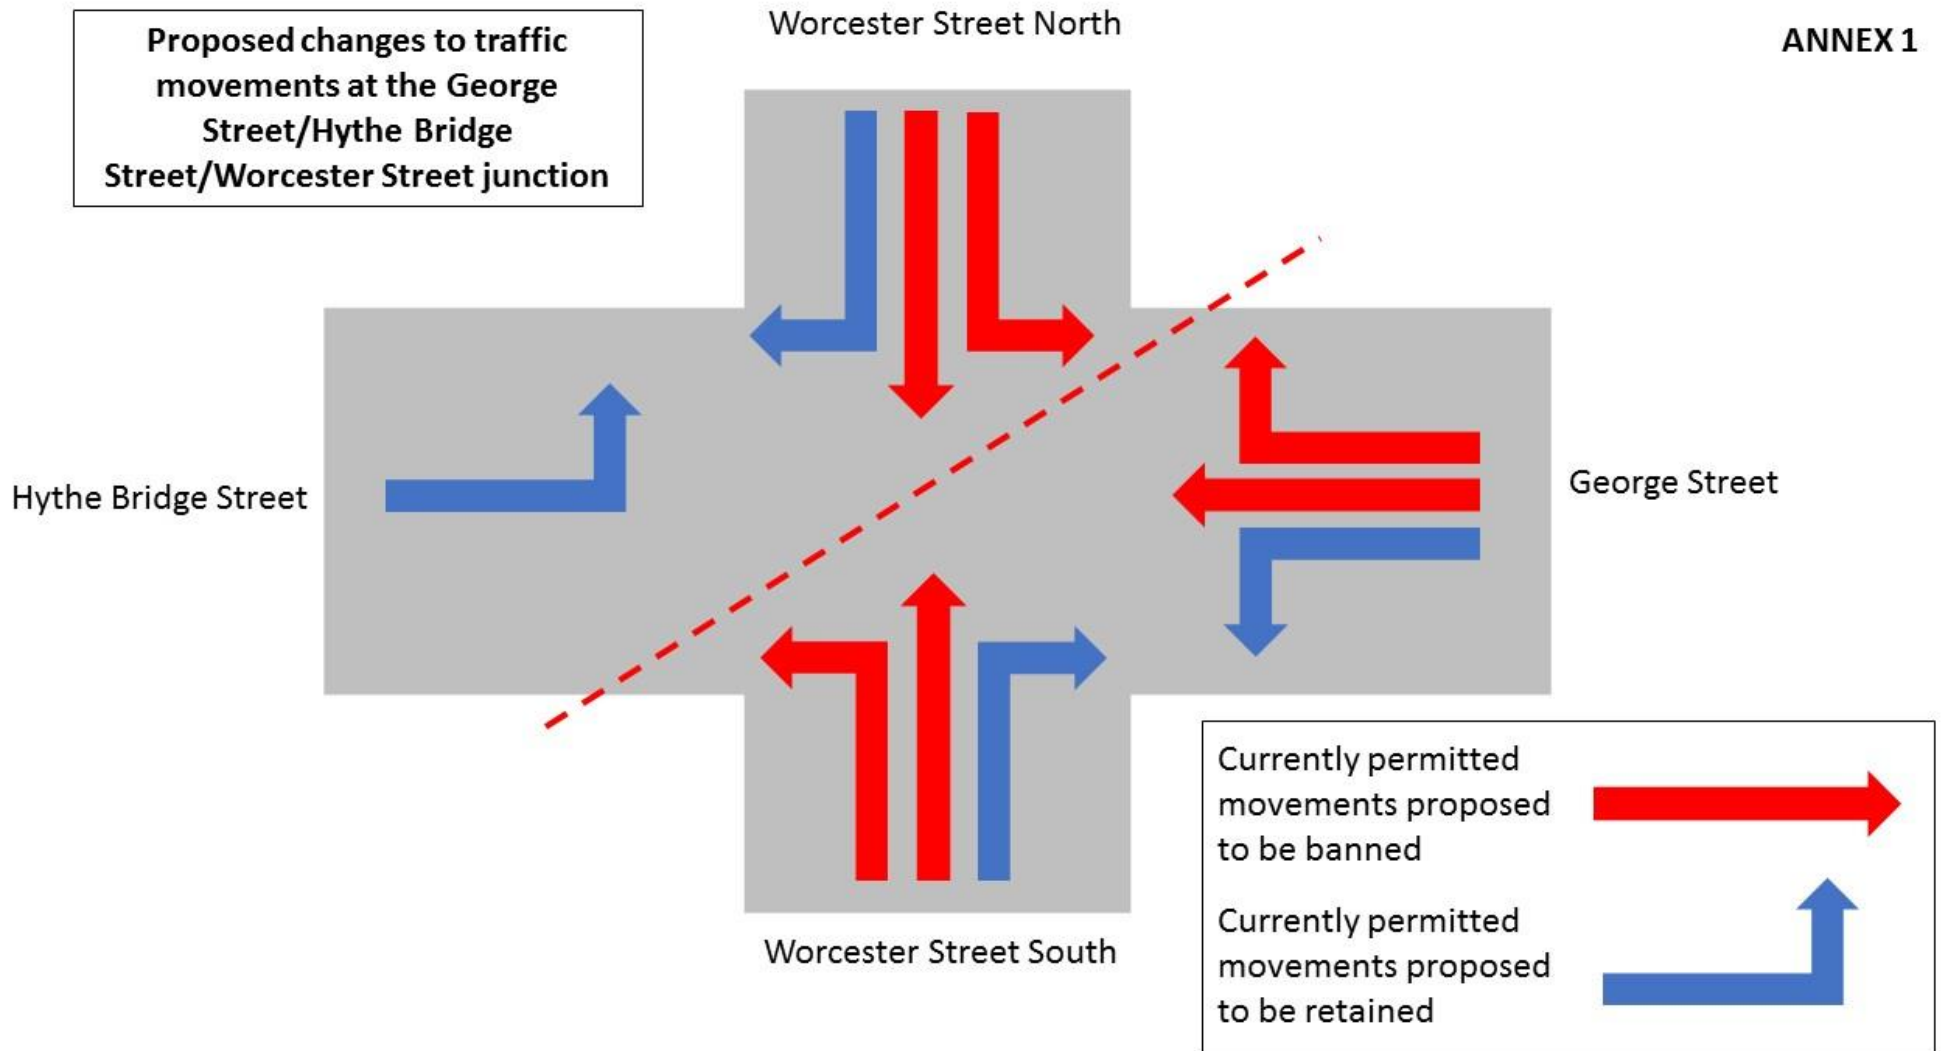 Proposed changes to traffic
movements at the George
Street/Hythe Bridge
Street/Worcester Street junction
Worcester Street North
ANNEX 1
Hythe Bridge Street
George Street
Worcester Street South
Currently permitted
movements proposed
to be banned
Currently permitted
movements proposed
to be retained